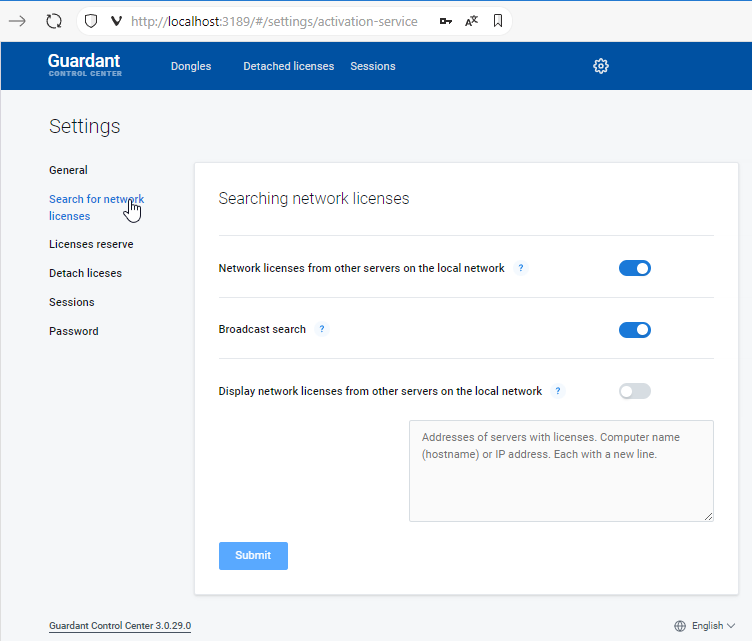 http://localhost:3189/#/settings/activation-service
Guardant
CONTROL CENTER
Dongles
Detached licenses
Sessions
Settings
General
Search for network
licenses
Licenses reserve
Detach liceses
Sessions
Password
Searching network licenses
Network licenses from other servers on the local network ?
Broadcast search ?
Display network licenses from other servers on the local network ?
Addresses of servers with licenses. Computer name
(hostname) or IP address. Each with a new line.
Submit
Guardant Control Center 3.0.29.0
English